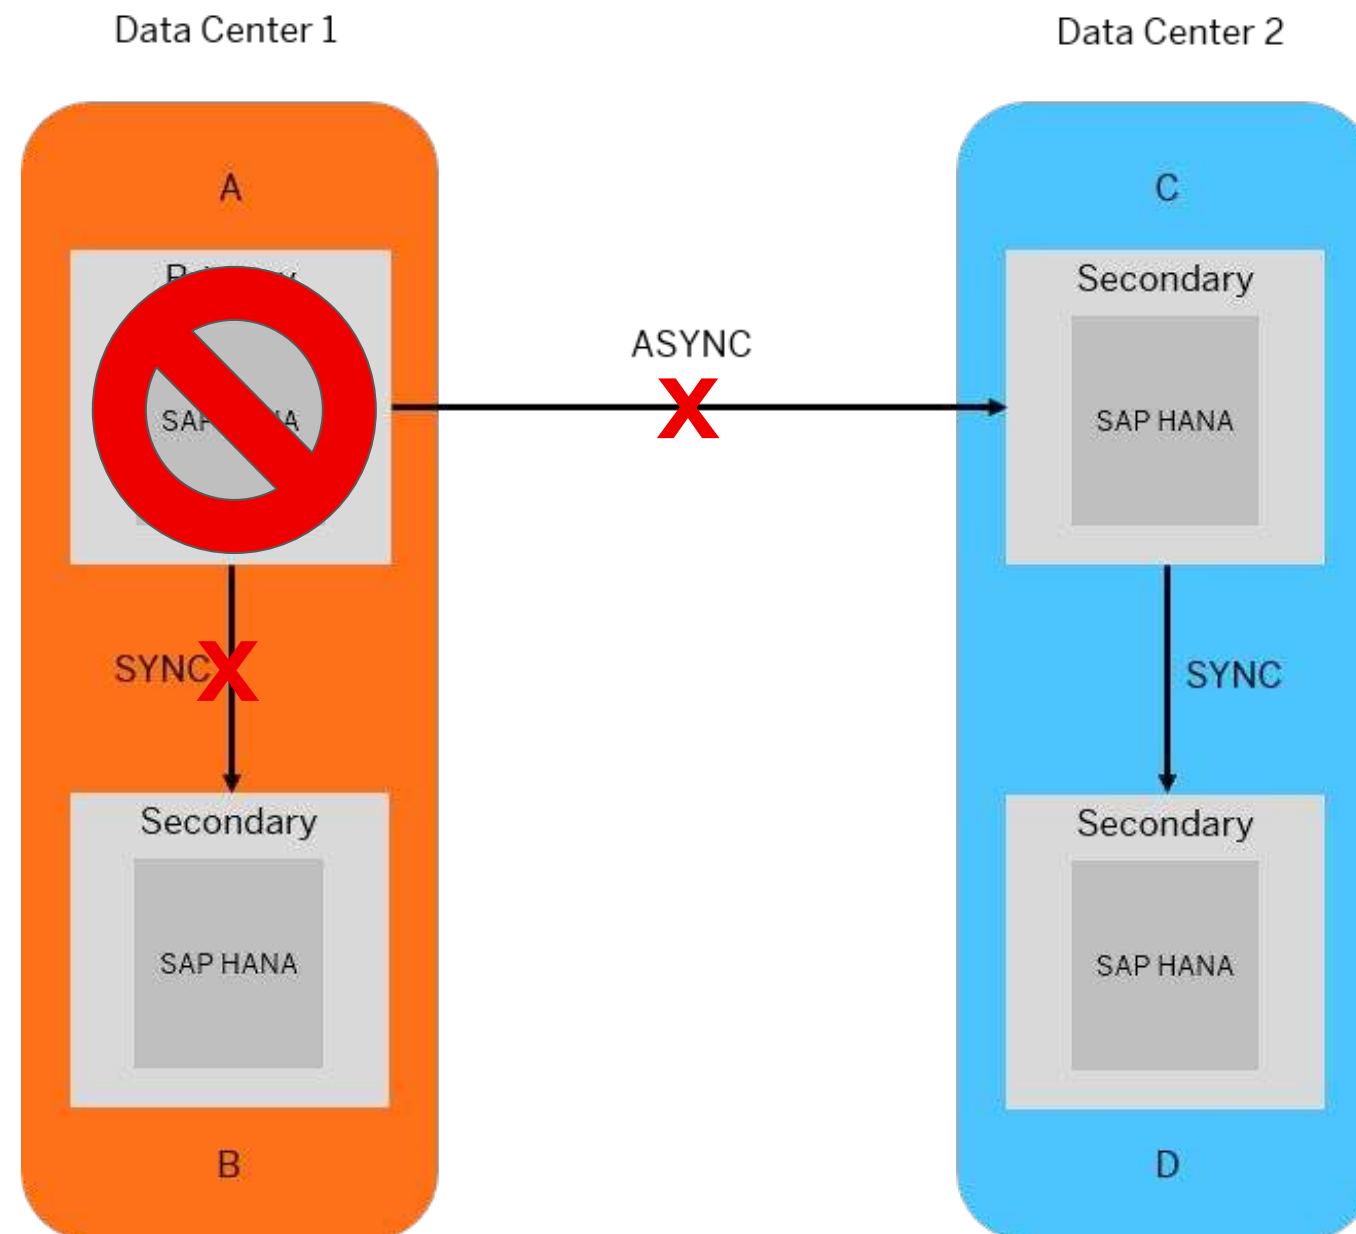 Data Center 1
Data Center 2
A
C
Secondary
SAP HANA
ASYNC
X
SYNC
X
SYNC
Secondary
SAP HANA
Secondary
SAP HANA
B
D